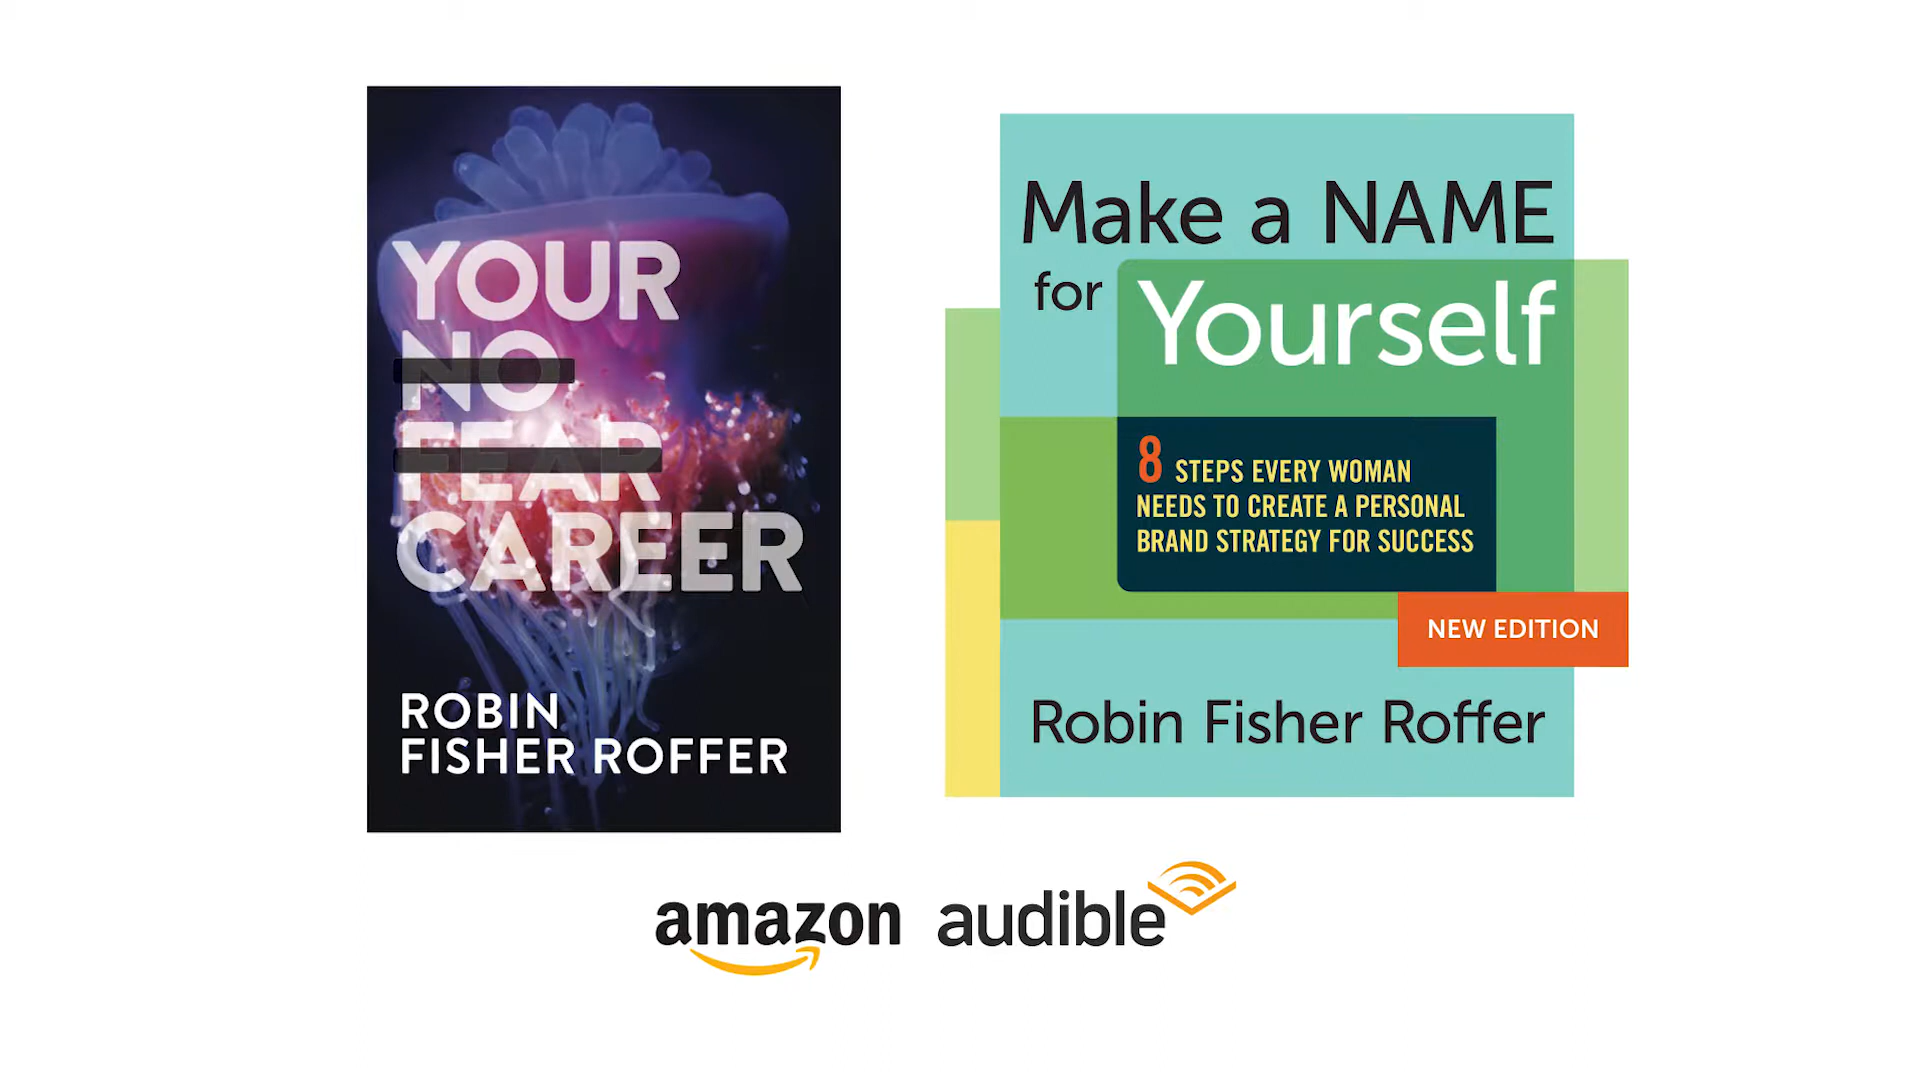 YOUR
NO
FEAR
CAREER
ROBIN
FISHER ROFFER
Make a NAME
for Yourself
8 STEPS EVERY WOMAN
NEEDS TO CREATE A PERSONAL
BRAND STRATEGY FOR SUCCESS
NEW EDITION
Robin Fisher Roffer
amazon audible